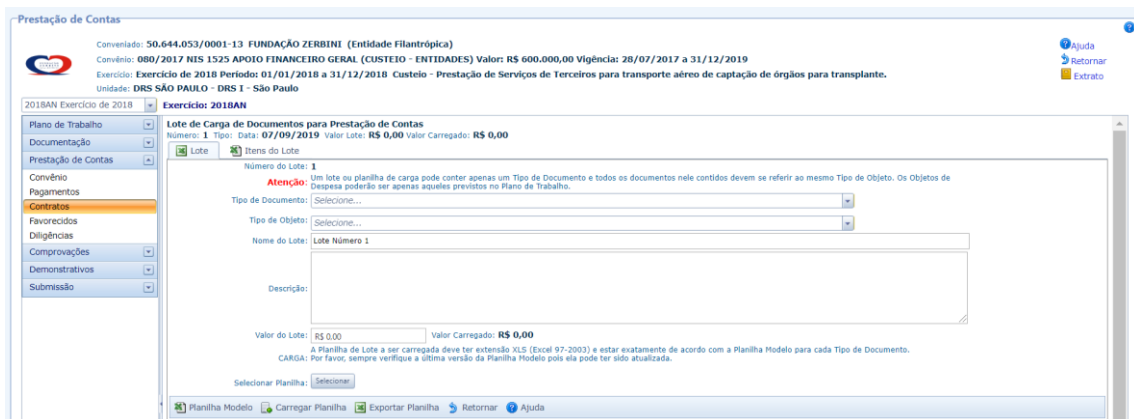 Prestação de Contas
Conveniado: 50.644.053/0001-13 FUNDAÇÃO ZERBINI (Entidade Filantrópica)
Convênio: 080/2017 NIS 1525 APOIO FINANCEIRO GERAL (CUSTEIO - ENTIDADES) Valor: R$ 600.000,00 Vigência: 28/07/2017 a 31/12/2019
Exercício: Exercício de 2018 Período: 01/01/2018 a 31/12/2018 Custeio - Prestação de Serviços de Terceiros para transporte aéreo de captação de órgãos para transplante.
Unidade: DRS SÃO PAULO - DRS I - São Paulo
Ajuda
Retornar
Extrato
2018AN Exercício de 2018 Exercício: 2018AN
Plano de Trabalho
Documentação
Prestação de Contas
Convênio
Pagamentos
Contratos
Favorecidos
Diligências
Comprovações
Demonstrativos
Submissão
Lote de Carga de Documentos para Prestação de Contas
Número: 1 Tipo: Data: 07/09/2019 Valor Lote: R$ 0,00 Valor Carregado: R$ 0,00
Lote Itens do Lote
Número do Lote: 1
Atenção: Um lote ou planilha de carga pode conter apenas um Tipo de Documento e todos os documentos nele contidos devem se referir ao mesmo Tipo de Objeto. Os Objetos de
Despesa poderão ser apenas aqueles previstos no Plano de Trabalho.
Tipo de Documento: Selecione...
Tipo de Objeto: Selecione...
Nome do Lote: Lote Número 1
Descrição:
Valor do Lote: R$ 0.00 Valor Carregado: R$ 0,00
A Planilha de Lote a ser carregada deve ter extensão XLS (Excel 97-2003) e estar exatamente de acordo com a Planilha Modelo para cada Tipo de Documento.
CARGA: Por favor, sempre verifique a última versão da Planilha Modelo pois ela pode ter sido atualizada.
Selecionar Planilha: Selecionar
Planilha Modelo Carregar Planilha Exportar Planilha Retornar Ajuda